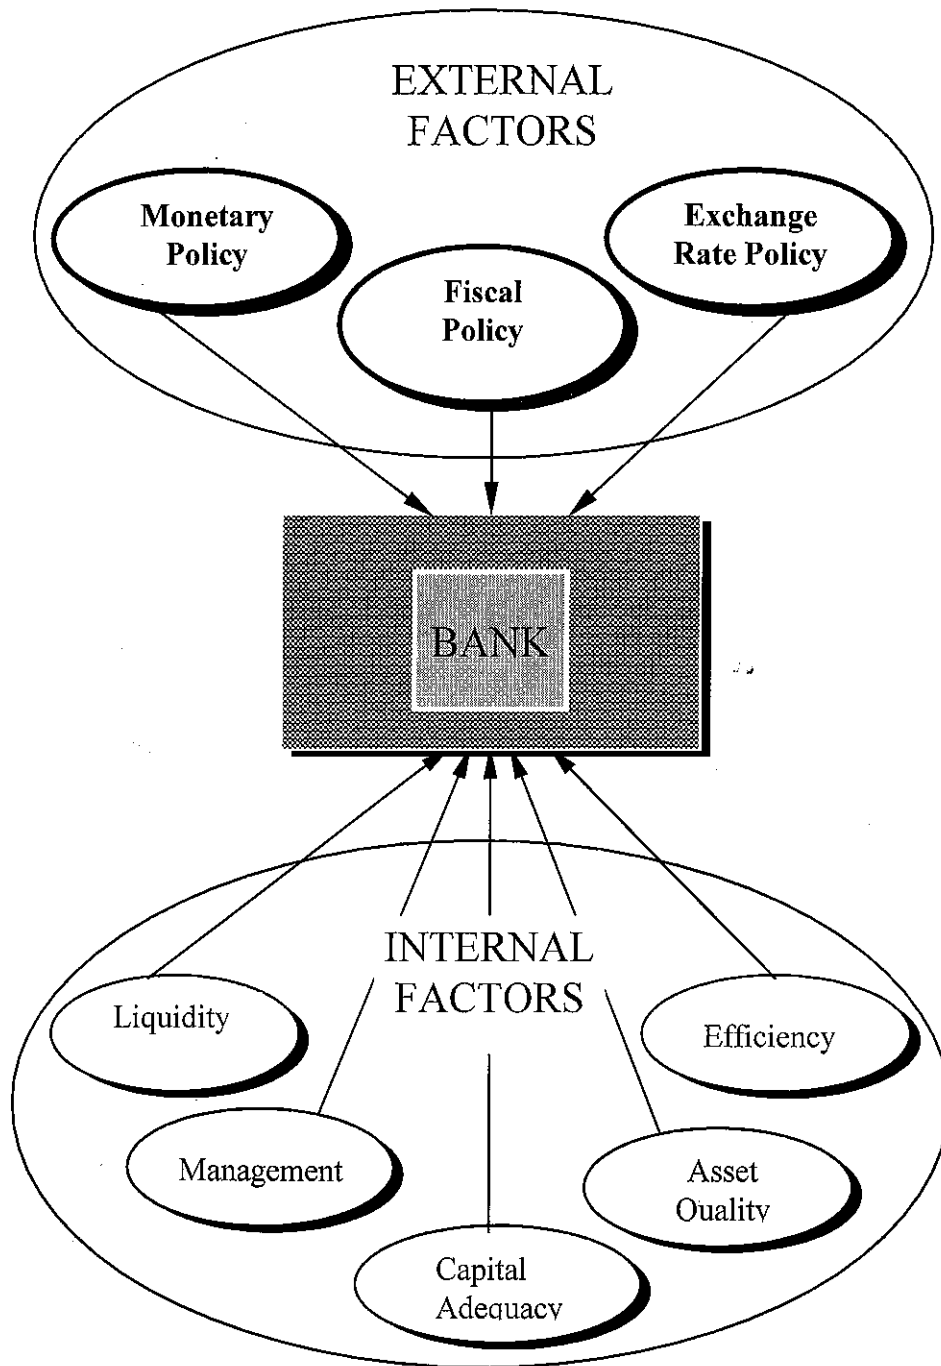 EXTERNAL
FACTORS
Monetary
Policy
Fiscal
Policy
Exchange
Rate Policy
BANK
INTERNAL
FACTORS
Liquidity
Efficiency
Management
Asset
Quality
Capital
Adequacy